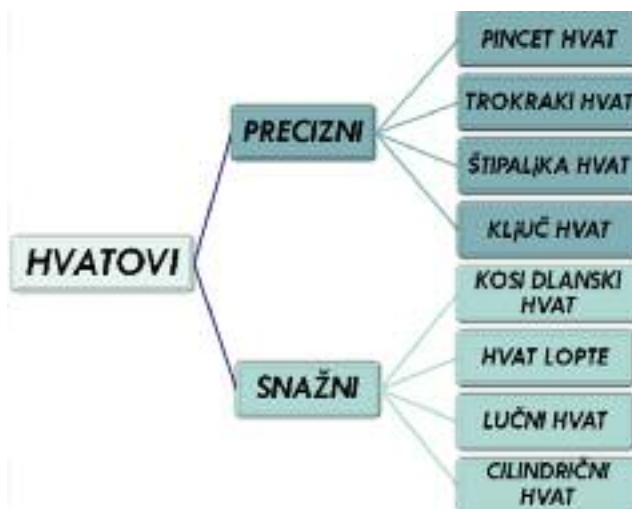 HVATOVI
PRECIZNI
PINCET HVAT
TROKRAKI HVAT
ŠTIPALjKA HVAT
KLjUČ HVAT
SNAŽNI
KOSI DLANSKI
HVAT
HVAT LOPTE
LUČNI HVAT
CILINDRIČNI
HVAT